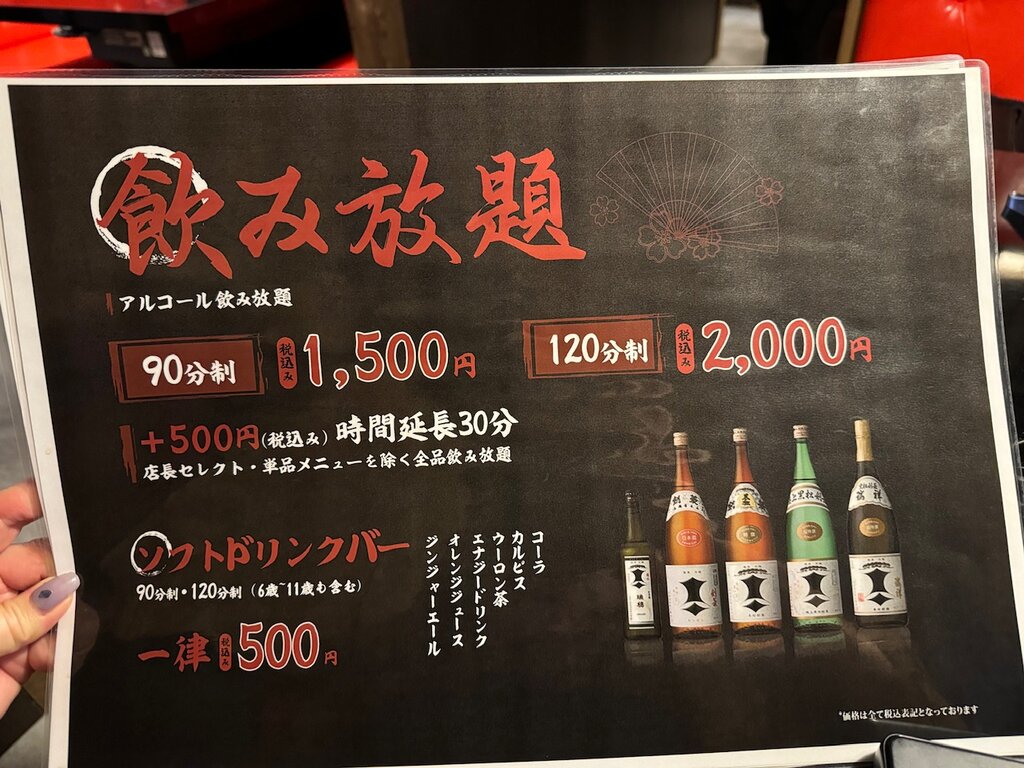 飲み放題
アルコール飲み放題
90分制
税込み
1,500円
120分制
税込み
2,000円
+500円(税込み) 時間延長30分
店長セレクト・単品メニューを除く全品飲み放題
ソフトドリンクバー
90分制・120分制 (6歳~11歳も含む)
一律
税込み
500円
コーラ
カルピス
ウーロン茶
エナジードリンク
オレンジジュース
ジンジャーエール
*価格は全て税込表記となっております